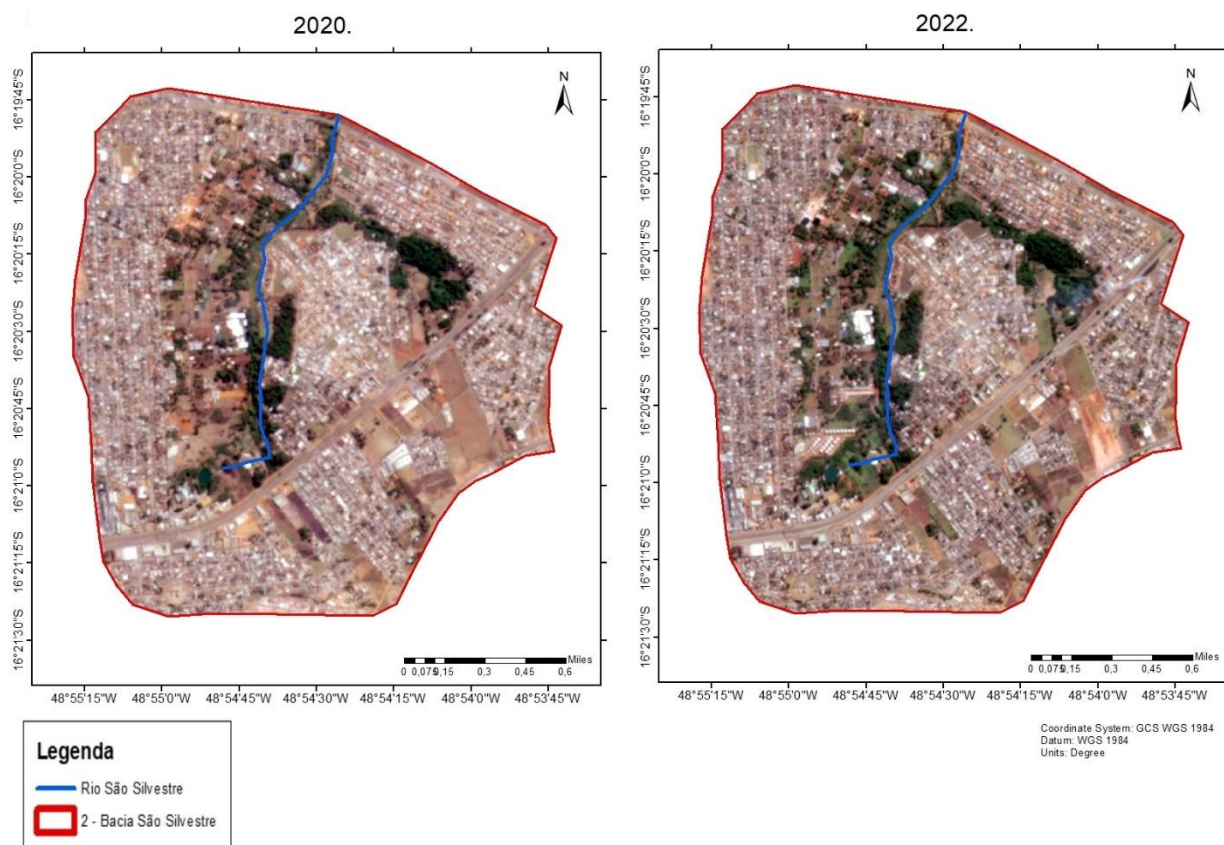 2020.
N
16°19'45"S
16°20'0"S
16°20'15"S
16°20'30"S
16°20'45"S
16°21'0"S
16°21'15"S
16°21'30"S
Miles
0 0,075 0,15 0,3 0,45 0,6
48°55'15"W 48°55'0"W 48°54'45"W 48°54'30"W 48°54'15"W 48°54'0"W 48°53'45"W
2022.
N
16°19'45"S
16°20'0"S
16°20'15"S
16°20'30"S
16°20'45"S
16°21'0"S
16°21'15"S
16°21'30"S
Miles
0 0,075 0,15 0,3 0,45 0,6
48°55'15"W 48°55'0"W 48°54'45"W 48°54'30"W 48°54'15"W 48°54'0"W 48°53'45"W
Coordinate System: GCS WGS 1984
Datum: WGS 1984
Units: Degree
Legenda
Rio São Silvestre
2 - Bacia São Silvestre